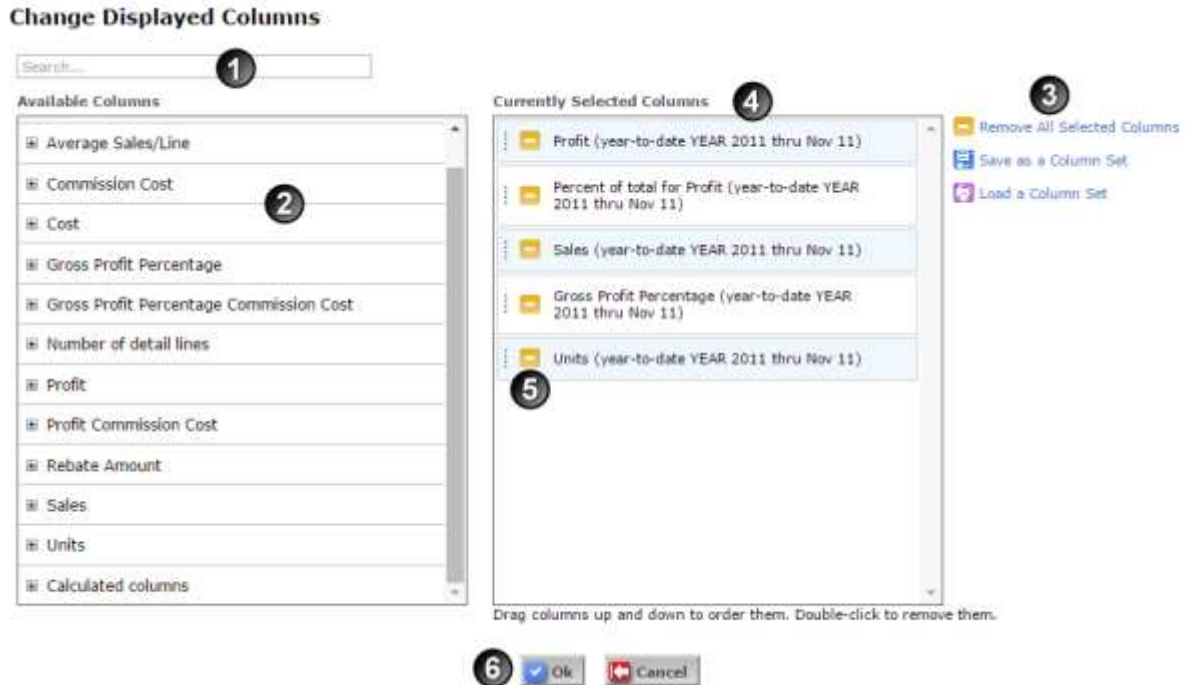 Change Displayed Columns
Search...
1
Available Columns
Average Sales/Line
Commission Cost
2
Cost
Gross Profit Percentage
Gross Profit Percentage Commission Cost
Number of detail lines
Profit
Profit Commission Cost
Rebate Amount
Sales
Units
Calculated columns
Currently Selected Columns
4
Profit (year-to-date YEAR 2011 thru Nov 11)
Percent of total for Profit (year-to-date YEAR
2011 thru Nov 11)
Sales (year-to-date YEAR 2011 thru Nov 11)
Gross Profit Percentage (year-to-date YEAR
2011 thru Nov 11)
Units (year-to-date YEAR 2011 thru Nov 11)
5
Drag columns up and down to order them. Double-click to remove them.
3
Remove All Selected Columns
Save as a Column Set
Load a Column Set
6
Ok
Cancel